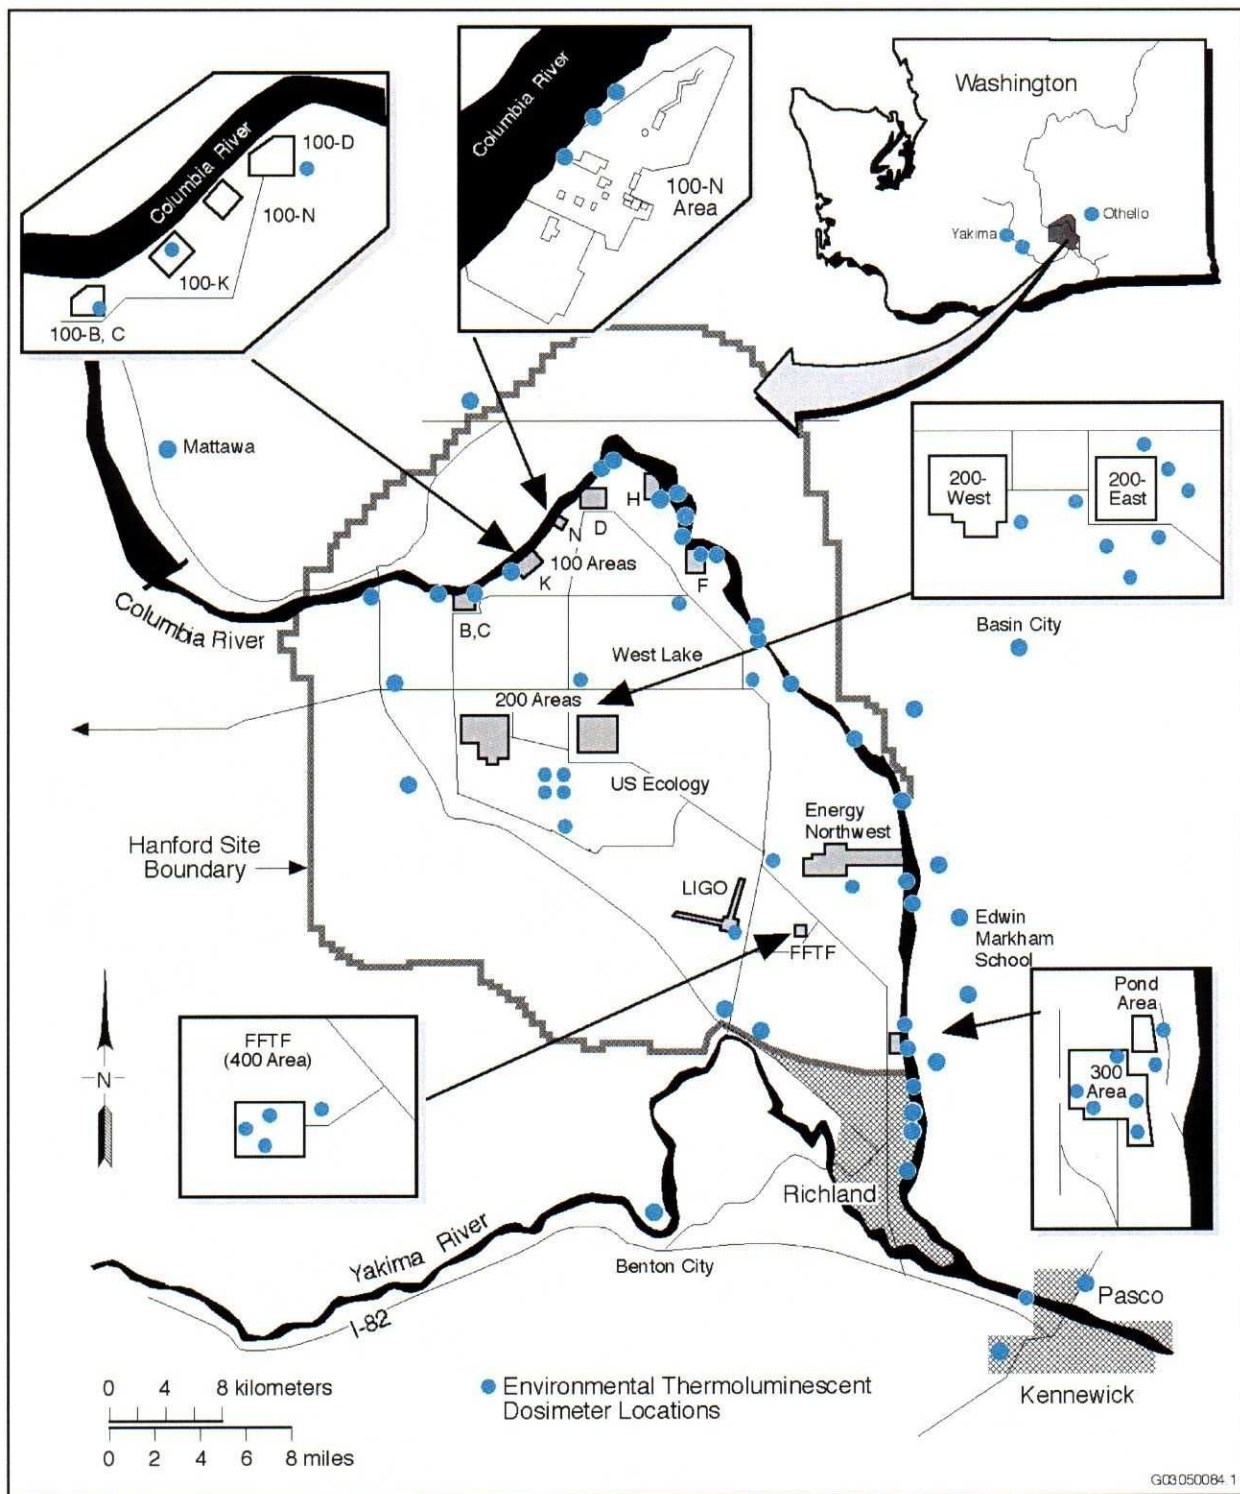 Columbia River
100-D
100-N
100-K
100-B, C
Columbia River
100-N
Area
Washington
Yakima
Othello
Mattawa
Columbia River
H
D
N
100 Areas
K
F
B,C
West Lake
200 Areas
200-
West
200-
East
Basin City
US Ecology
Hanford Site
Boundary
Energy
Northwest
LIGO
FFTF
Edwin
Markham
School
Pond
Area
300
Area
N
FFTF
(400 Area)
Richland
Yakima River
I-82
Benton City
Pasco
Kennewick
0 4 8 kilometers
0 2 4 6 8 miles
Environmental Thermoluminescent
Dosimeter Locations
G03050084.1